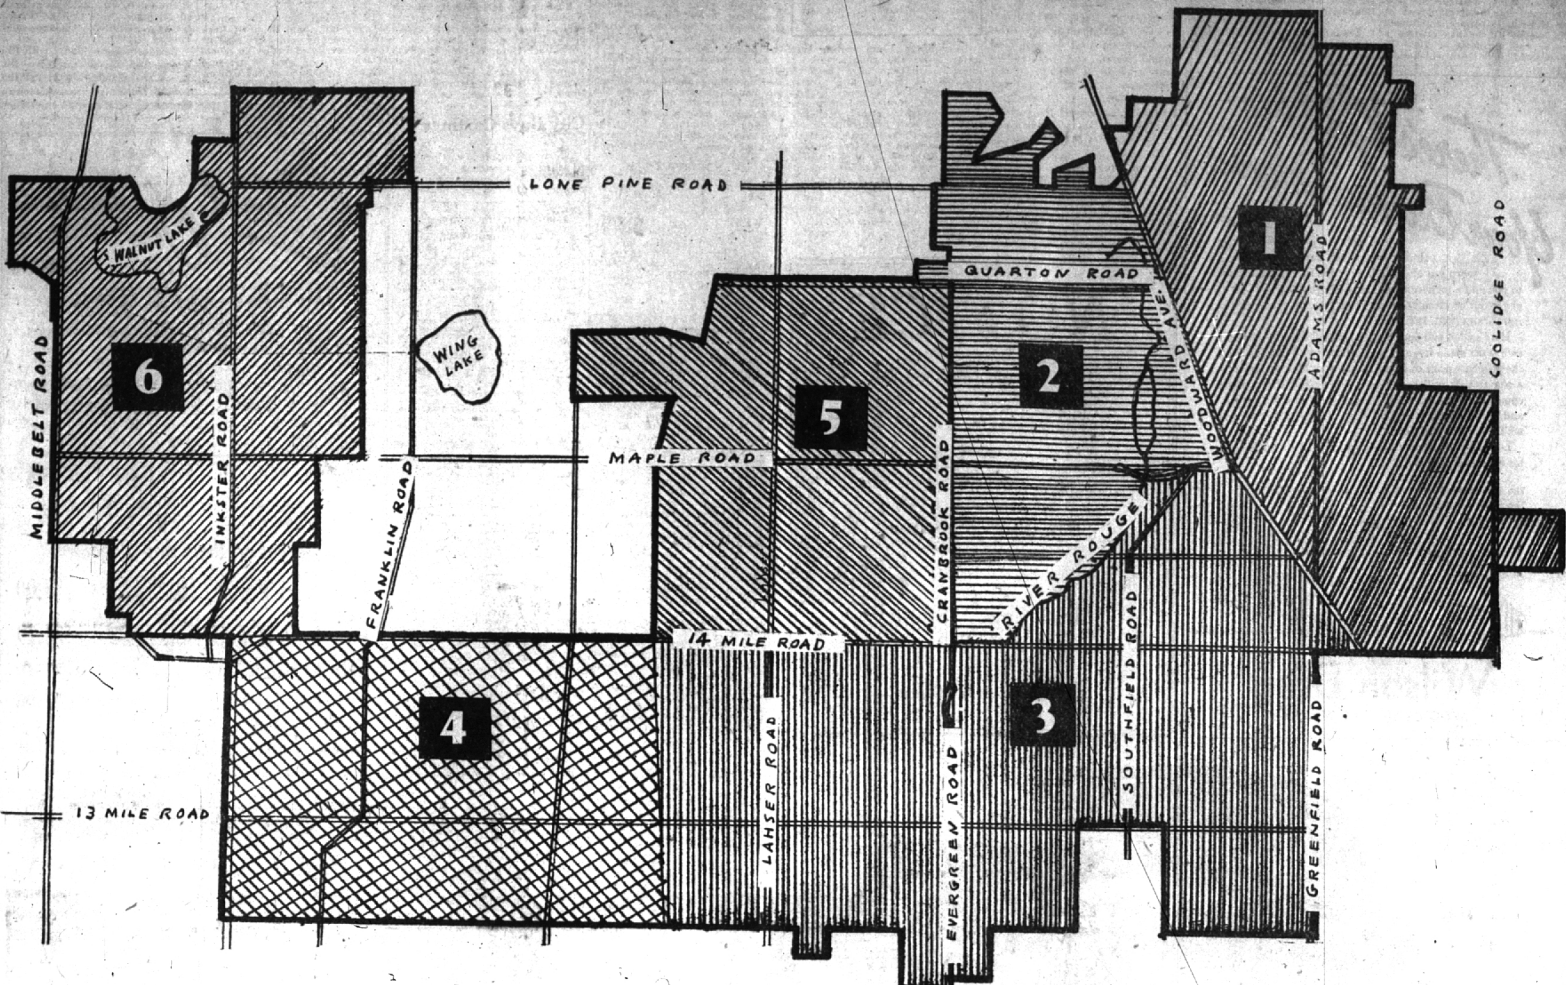 LONE PINE ROAD
WALNUT LAKE
1
QUARTON ROAD
COOLIDGE ROAD
ADAMS ROAD
WOODWARD AVE.
WING
LAKE
6
2
5
MIDDLEBELT ROAD
INKSTER ROAD
MAPLE ROAD
FRANKLIN ROAD
CRANBROOK ROAD
RIVER ROUGE
14 MILE ROAD
SOUTHFIELD ROAD
4
3
LAHSER ROAD
EVERGREEN ROAD
GREENFIELD ROAD
13 MILE ROAD